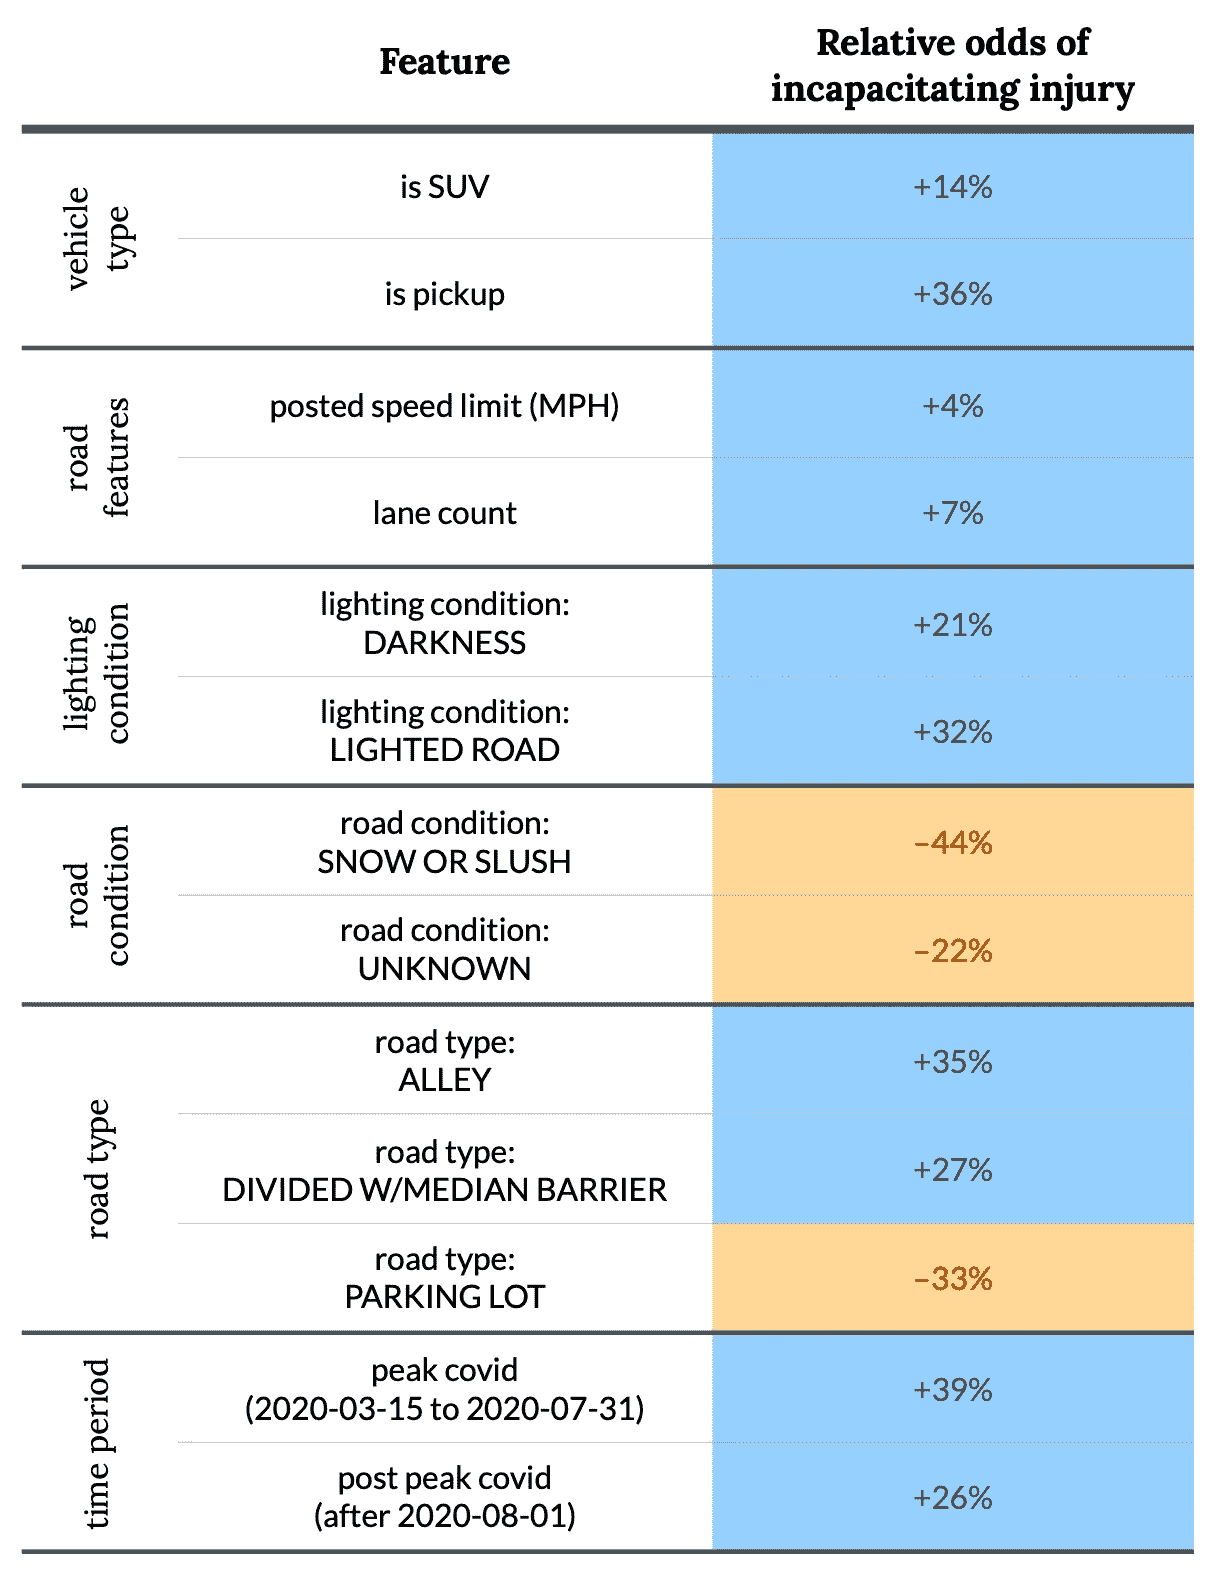 Feature
Relative odds of
incapacitating injury
vehicle
type
is SUV
+14%
is pickup
+36%
road
features
posted speed limit (MPH)
+4%
lane count
+7%
lighting
condition
lighting condition:
DARKNESS
+21%
lighting condition:
LIGHTED ROAD
+32%
road
condition
road condition:
SNOW OR SLUSH
–44%
road condition:
UNKNOWN
–22%
road type
road type:
ALLEY
+35%
road type:
DIVIDED W/MEDIAN BARRIER
+27%
road type:
PARKING LOT
–33%
time period
peak covid
(2020-03-15 to 2020-07-31)
+39%
post peak covid
(after 2020-08-01)
+26%